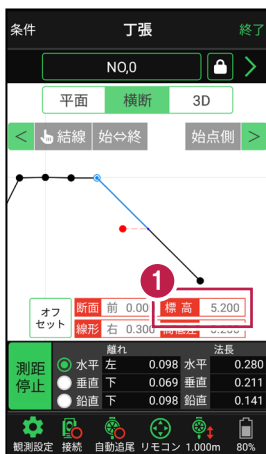 条件 丁張 終了
NO,0 >
平面 横断 3D
< 結線 始⇔終 始点側 >
1
オフセット 断面 前 0.00 標高 5.200
線形 右 0.300
離れ 法長
測距停止 水平 左 0.098 水平 0.280
垂直 下 0.069 垂直 0.211
鉛直 下 0.098 鉛直 0.141
観測設定 接続 自動追尾 リモコン 1.000m 80%